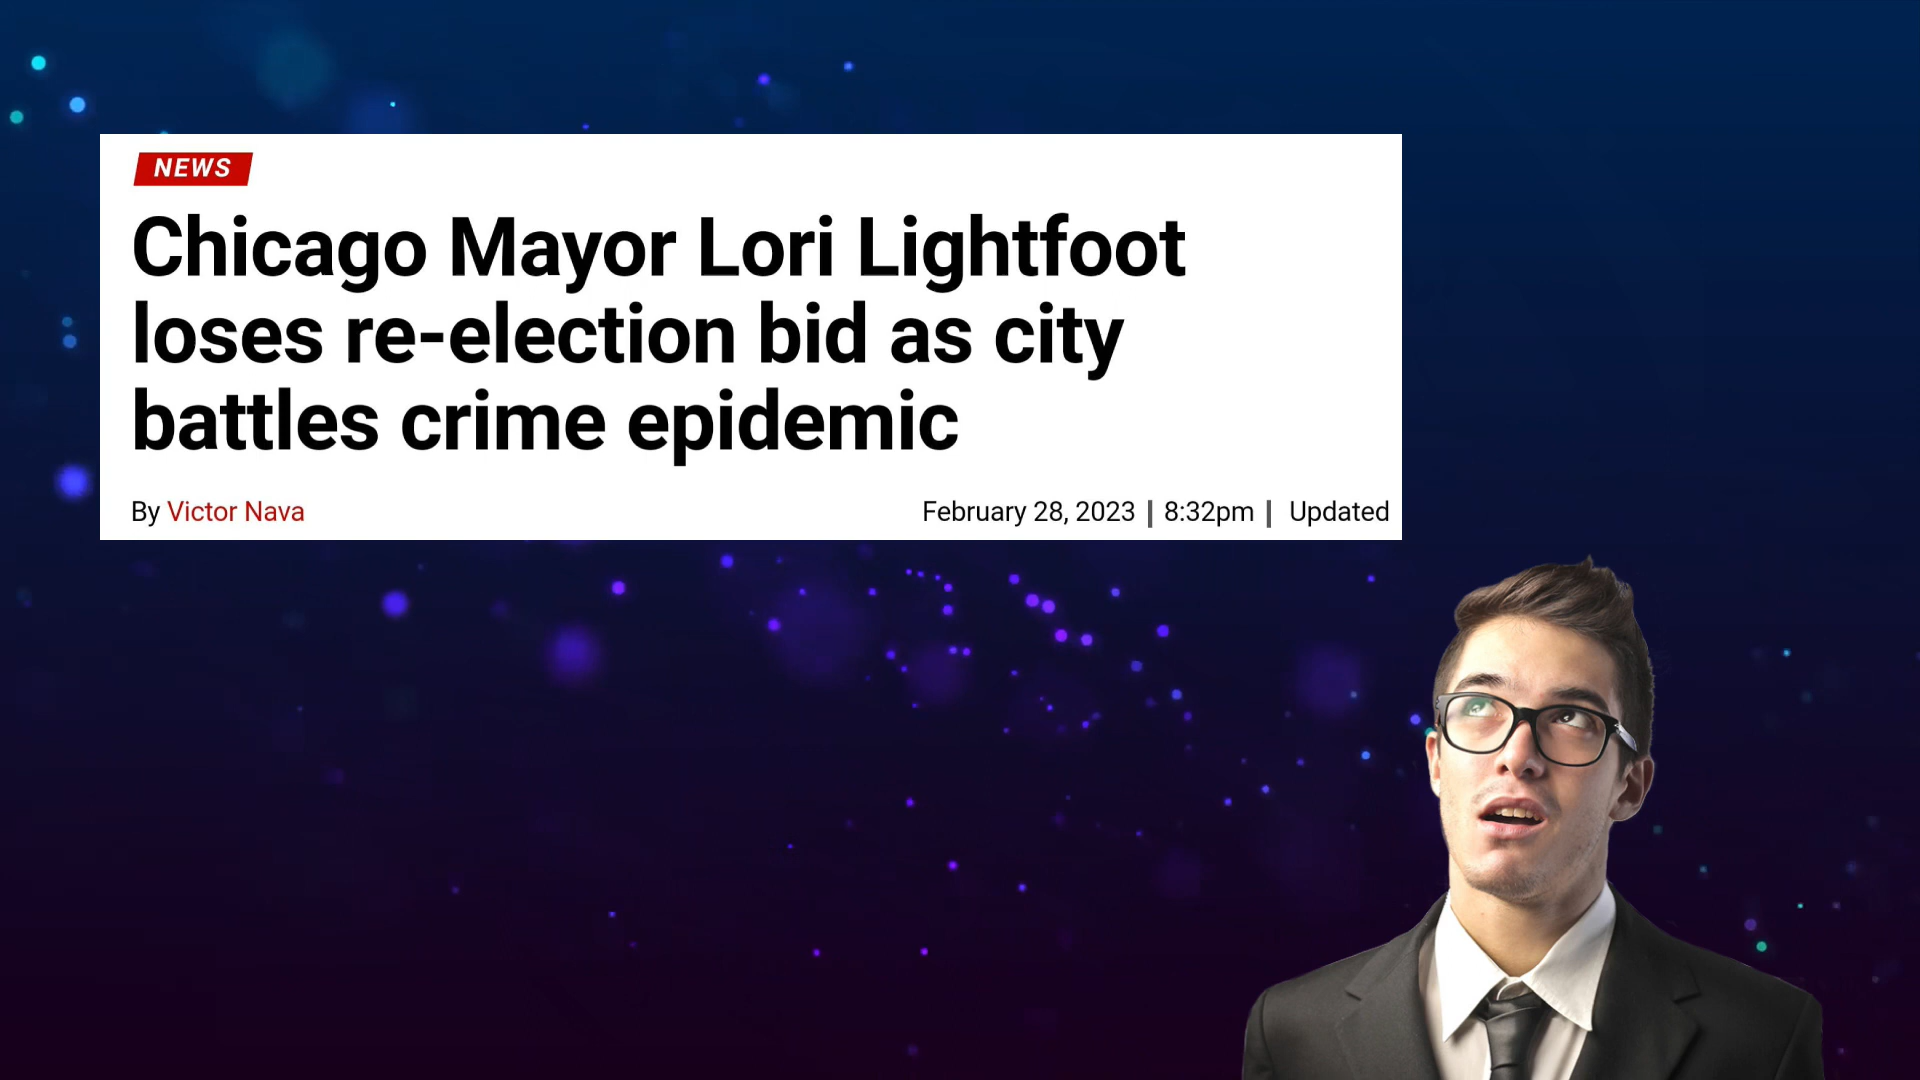 NEWS
Chicago Mayor Lori Lightfoot
loses re-election bid as city
battles crime epidemic
By Victor Nava
February 28, 2023 | 8:32pm | Updated